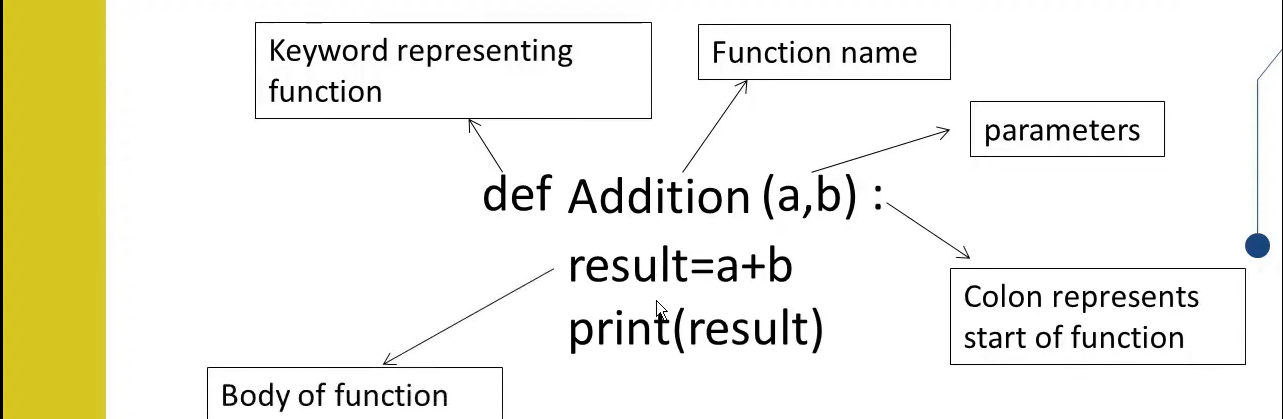 Keyword representing
function
Function name
parameters
def Addition (a,b) :
result=a+b
print(result)
Colon represents
start of function
Body of function